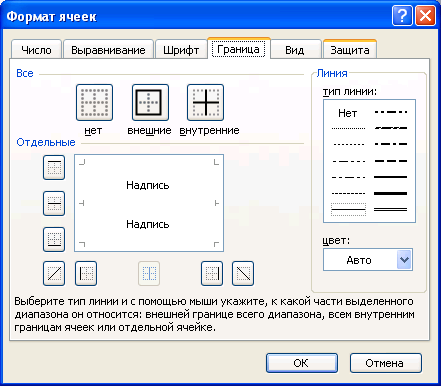 Формат ячеек
Число Выравнивание Шрифт Граница Вид Защита
Все
нет внешние внутренние
Отдельные
Надпись
Надпись
Линия
тип линии:
Нет
цвет:
Авто
Выберите тип линии и с помощью мыши укажите, к какой части выделенного
диапазона он относится: внешней границе всего диапазона, всем внутренним
границам ячеек или отдельной ячейке.
ОК Отмена